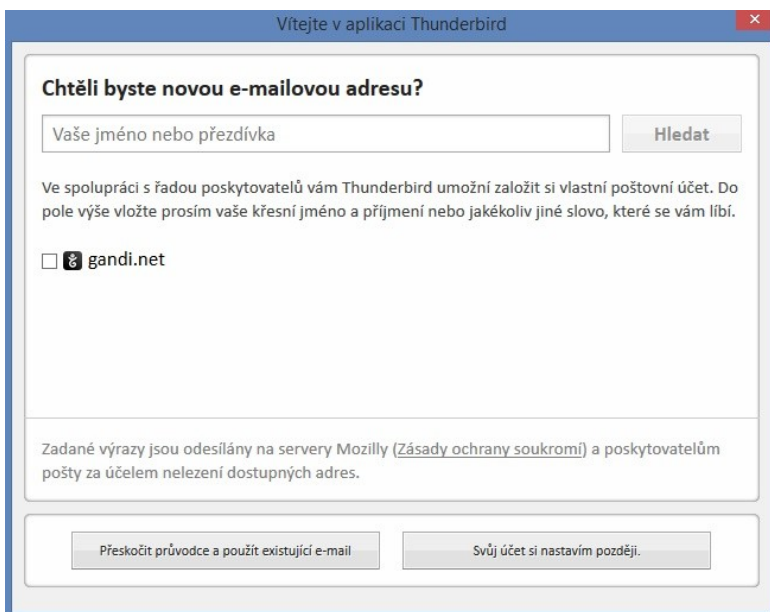 Vítejte v aplikaci Thunderbird
Chtěli byste novou e-mailovou adresu?
Vaše jméno nebo přezdívka
Hledat
Ve spolupráci s řadou poskytovatelů vám Thunderbird umožní založit si vlastní poštovní účet. Do
pole výše vložte prosím vaše křesní jméno a příjmení nebo jakékoliv jiné slovo, které se vám líbí.
gandi.net
Zadané výrazy jsou odesílány na servery Mozilly (Zásady ochrany soukromí) a poskytovatelům
pošty za účelem nelezení dostupných adres.
Přeskočit průvodce a použít existující e-mail
Svůj účet si nastavím později.